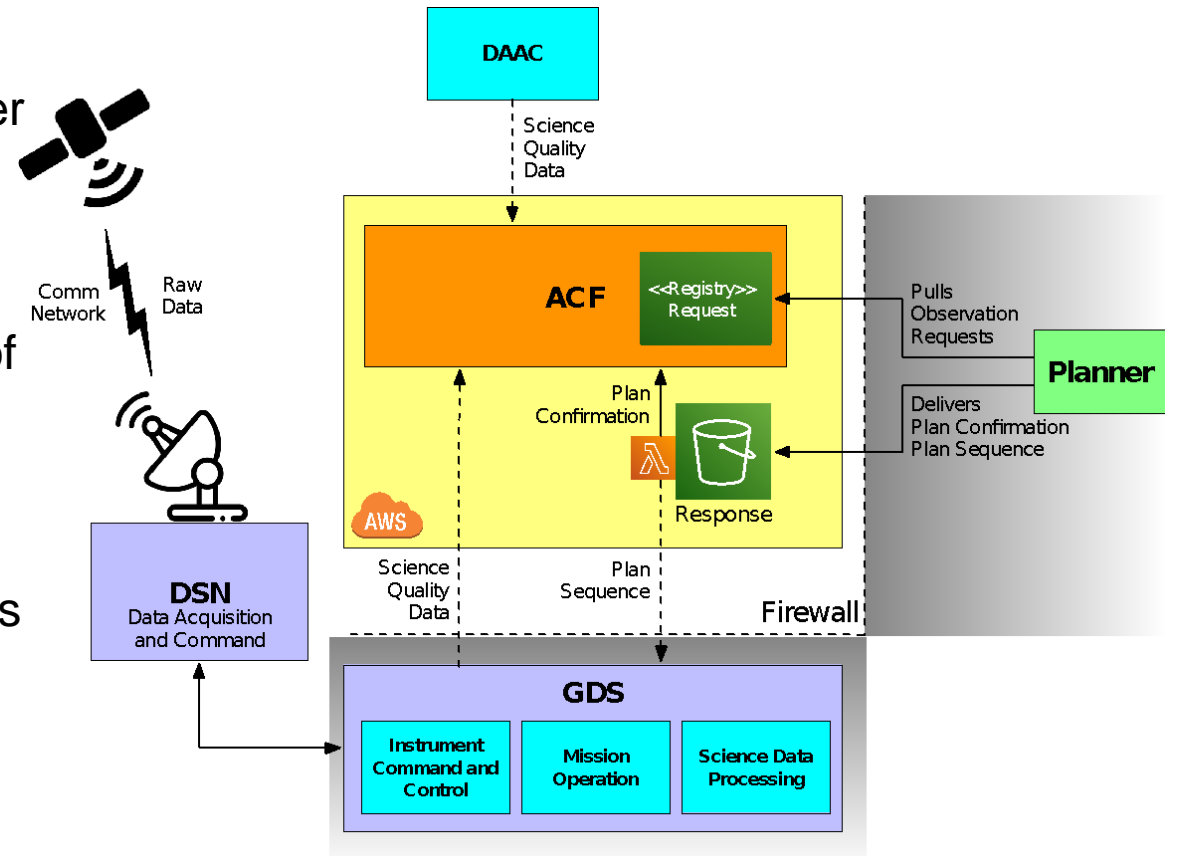 er
of
s
DAAC
Science
Quality
Data
Comm
Network
Raw
Data
ACF
<<Registry>>
Request
Pulls
Observation
Requests
Planner
Delivers
Plan Confirmation
Plan Sequence
Plan
Confirmation
λ
Response
AWS
Science
Quality
Data
Plan
Sequence
Firewall
DSN
Data Acquisition
and Command
GDS
Instrument
Command and
Control
Mission
Operation
Science Data
Processing